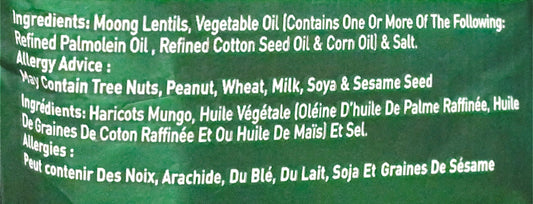 Ingredients: Moong Lentils, Vegetable Oil (Contains One Or More Of The Following:
Refined Palmolein Oil , Refined Cotton Seed Oil & Corn Oil) & Salt.
Allergy Advice :
May Contain Tree Nuts, Peanut, Wheat, Milk, Soya & Sesame Seed
Ingrédients: Haricots Mungo, Huile Végétale (Oléine D'huile De Palme Raffinée, Huile
De Graines De Coton Raffinée Et Ou Huile De Maïs) Et Sel.
Allergies :
Peut contenir Des Noix, Arachide, Du Blé, Du Lait, Soja Et Graines De Sésame